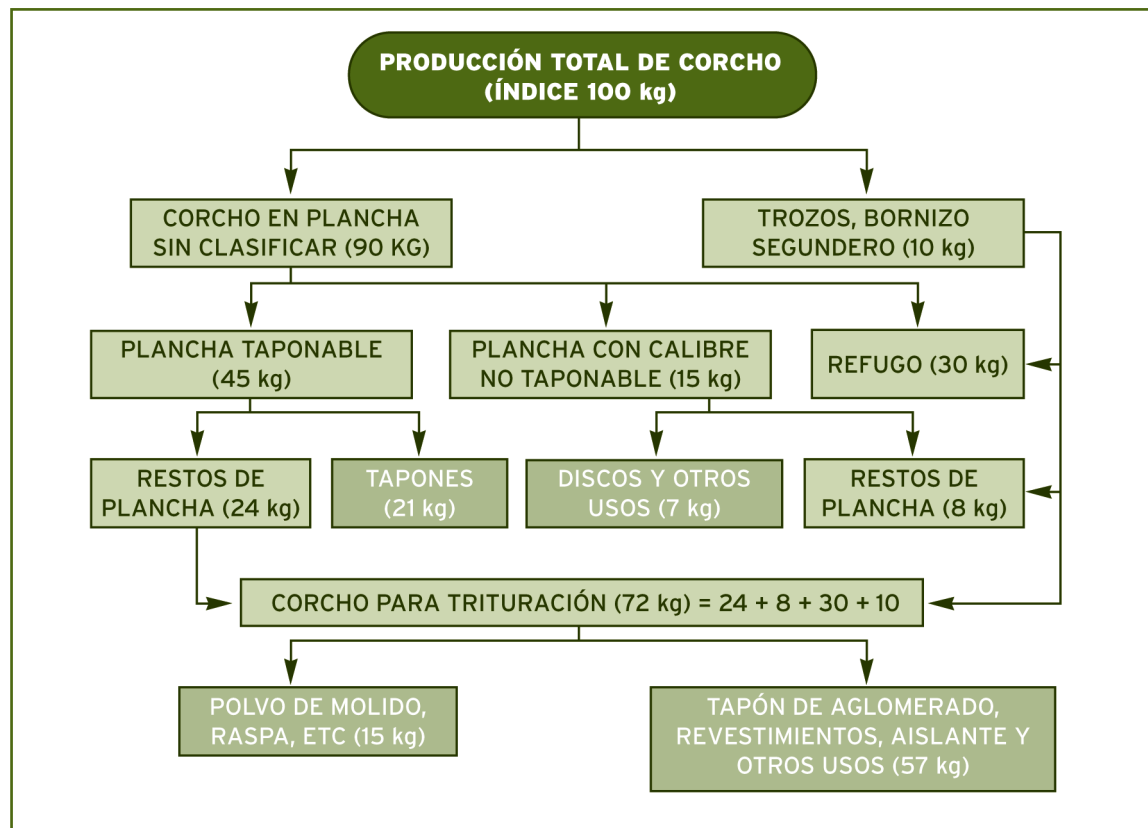 PRODUCCIÓN TOTAL DE CORCHO
(ÍNDICE 100 kg)
CORCHO EN PLANCHA
SIN CLASIFICAR (90 KG)
TROZOS, BORNIZO
SEGUNDERO (10 kg)
PLANCHA TAPONABLE
(45 kg)
PLANCHA CON CALIBRE
NO TAPONABLE (15 kg)
REFUGO (30 kg)
RESTOS DE
PLANCHA (24 kg)
TAPONES
(21 kg)
DISCOS Y OTROS
USOS (7 kg)
RESTOS DE
PLANCHA (8 kg)
CORCHO PARA TRITURACIÓN (72 kg) = 24 + 8 + 30 + 10
POLVO DE MOLIDO,
RASPA, ETC (15 kg)
TAPÓN DE AGLOMERADO,
REVESTIMIENTOS, AISLANTE Y
OTROS USOS (57 kg)